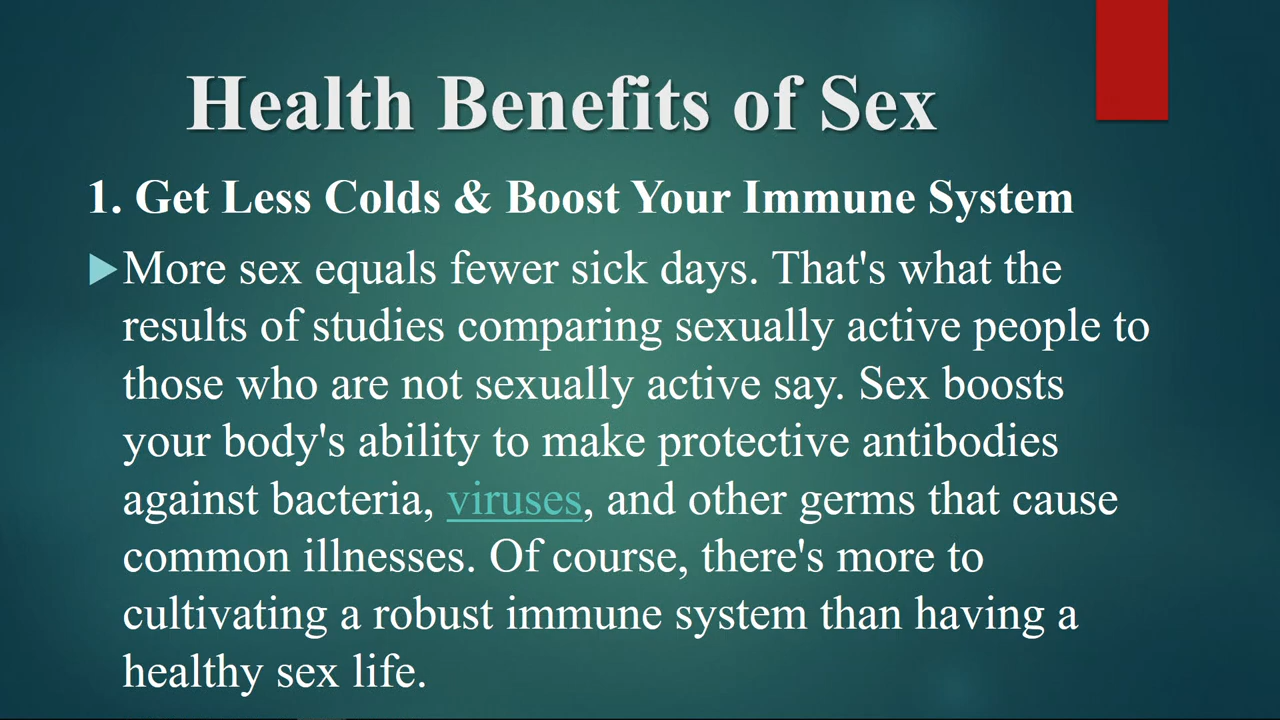 Health Benefits of Sex
1. Get Less Colds & Boost Your Immune System
More sex equals fewer sick days. That's what the
results of studies comparing sexually active people to
those who are not sexually active say. Sex boosts
your body's ability to make protective antibodies
against bacteria, viruses, and other germs that cause
common illnesses. Of course, there's more to
cultivating a robust immune system than having a
healthy sex life.